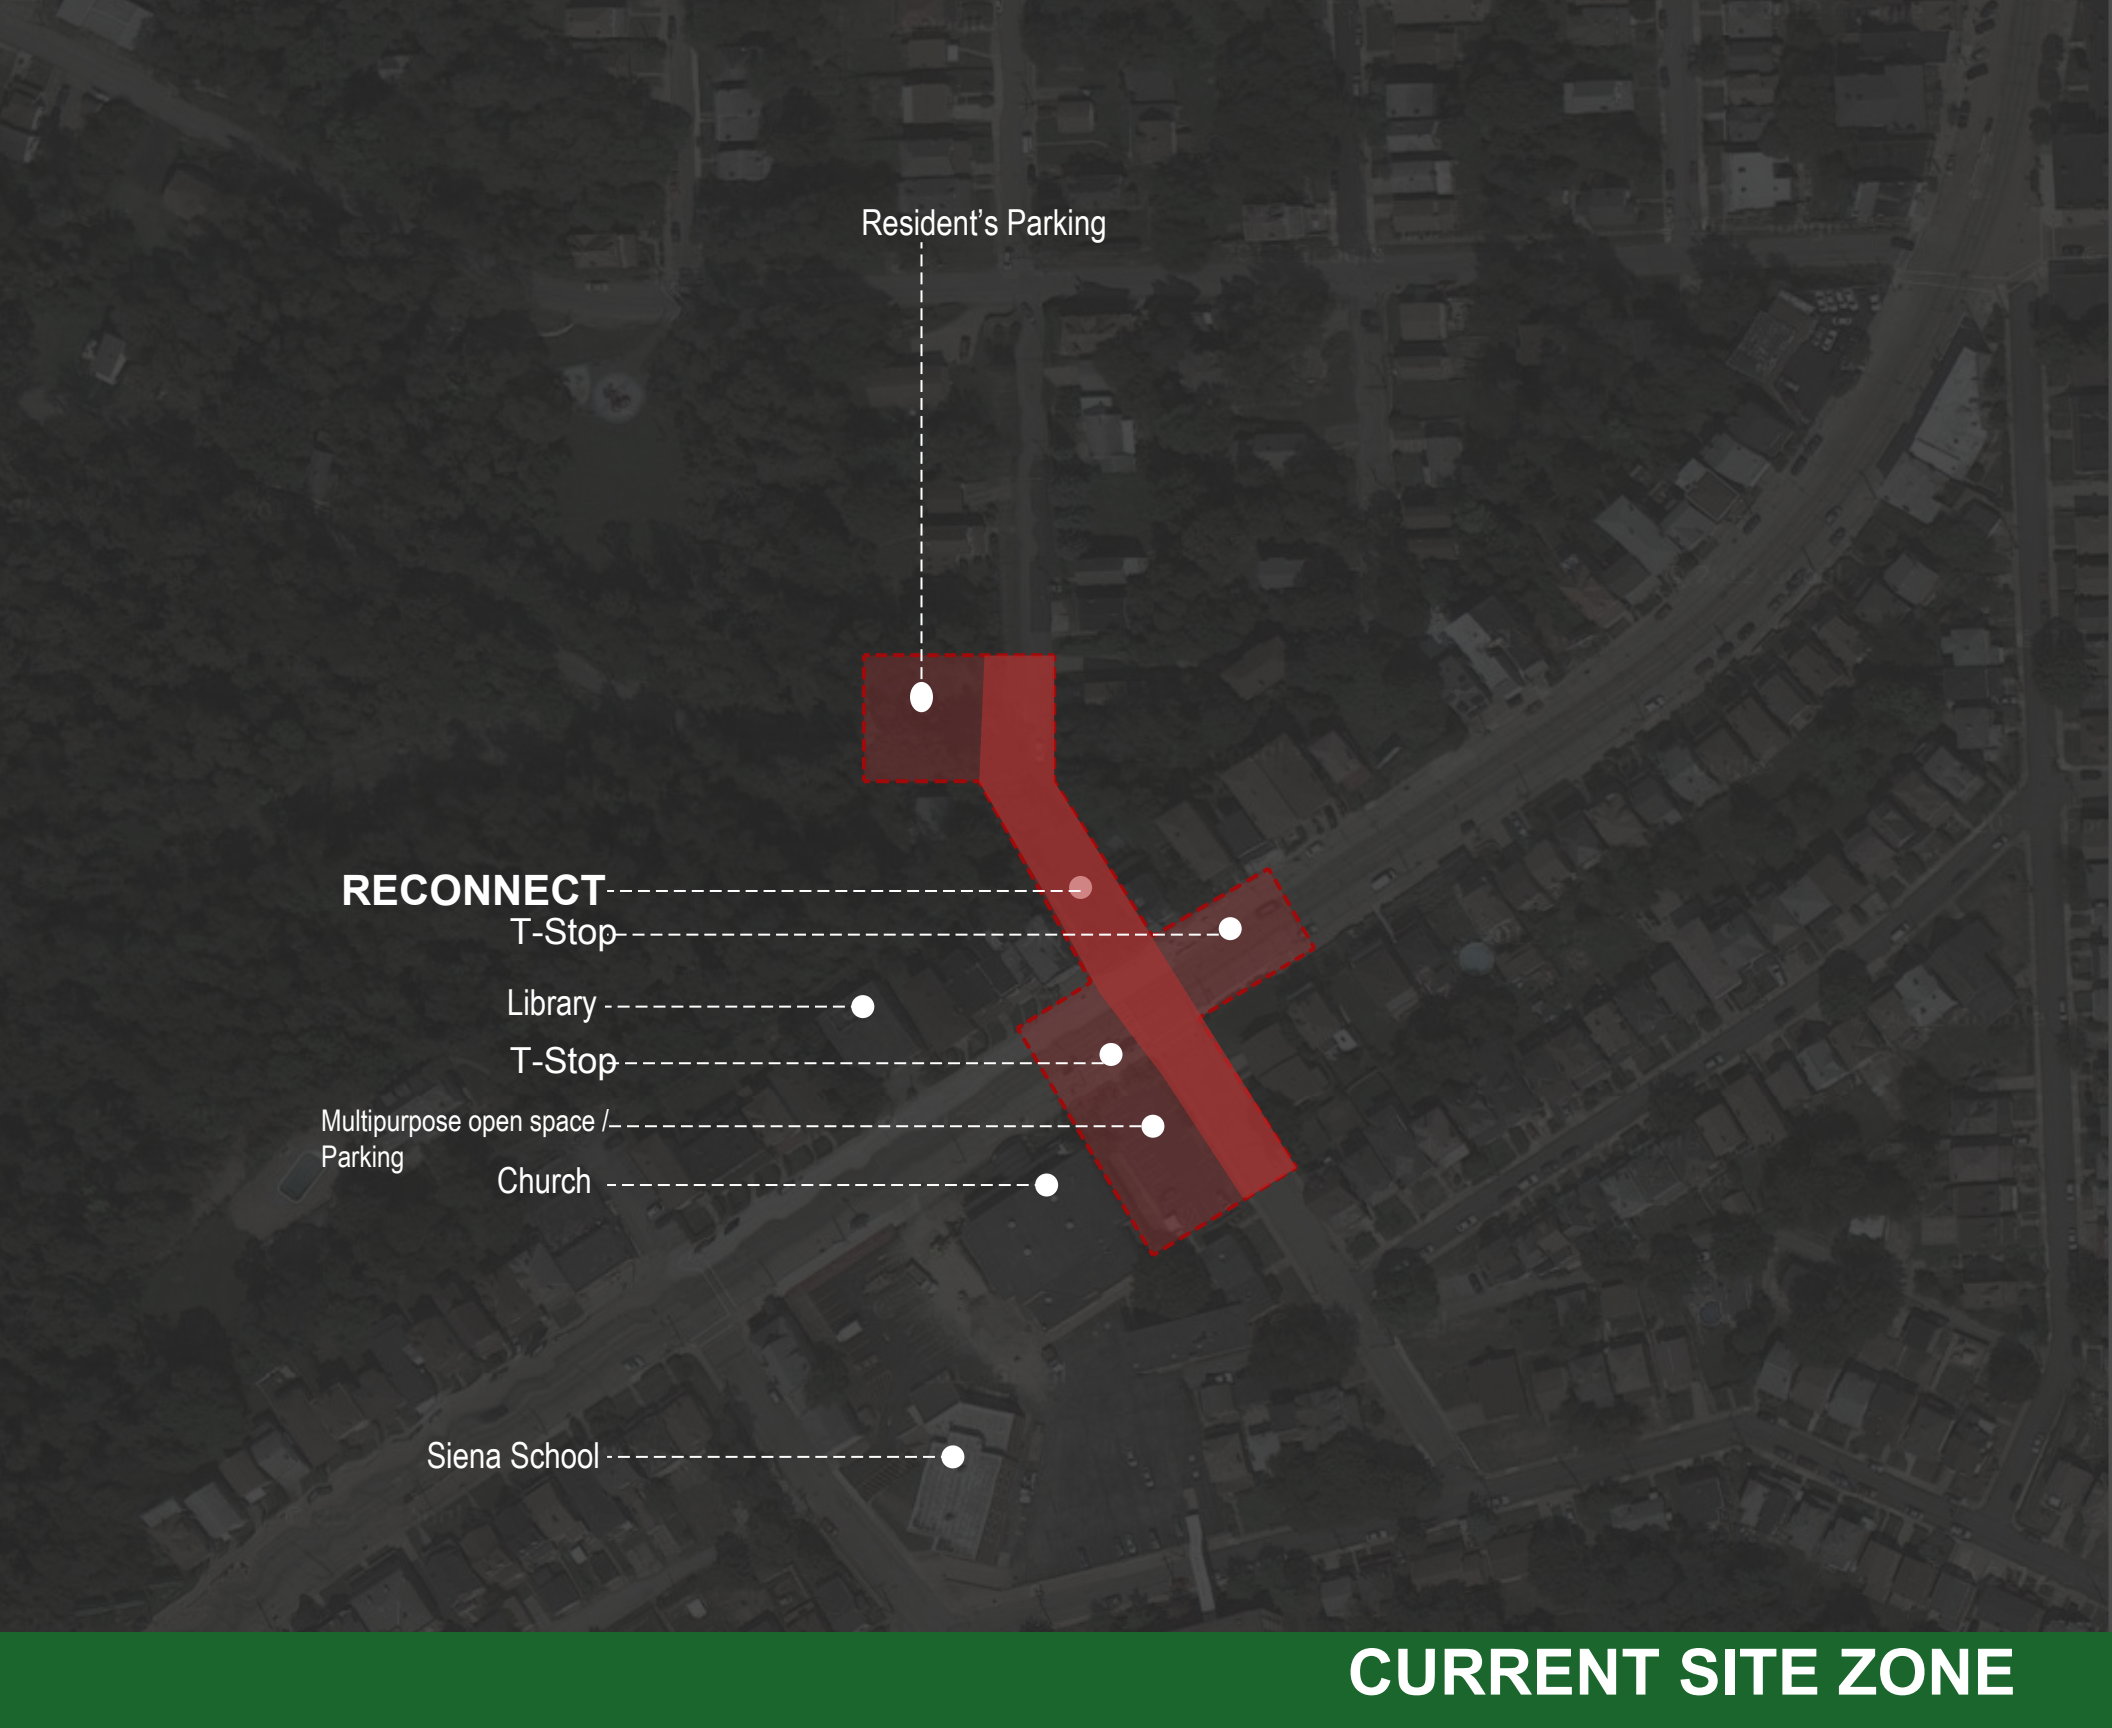 Resident’s Parking
RECONNECT
T-Stop
Library
T-Stop
Multipurpose open space /
Parking
Church
Siena School
CURRENT SITE ZONE